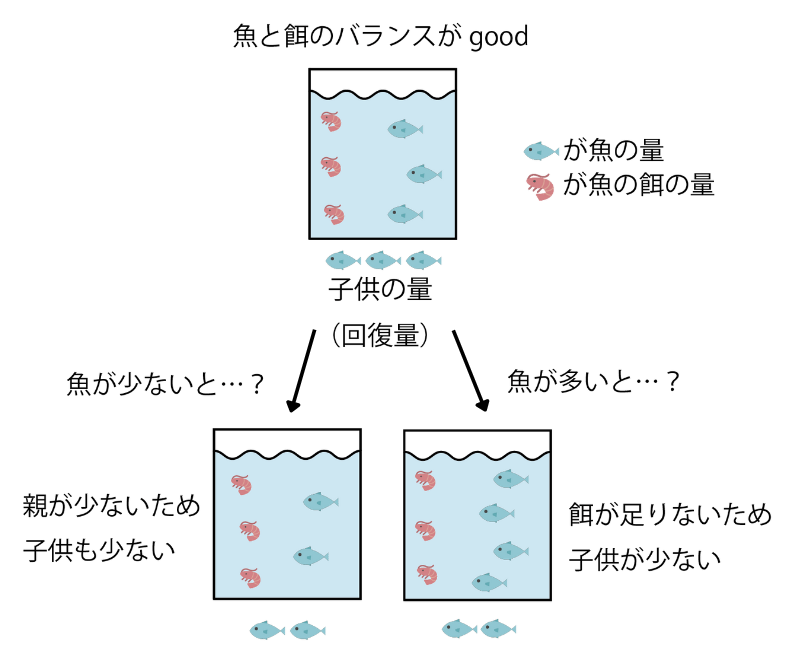 魚と餌のバランスが good
が魚の量
が魚の餌の量
子供の量
（回復量）
魚が少ないと…？
魚が多いと…？
親が少ないため
子供も少ない
餌が足りないため
子供が少ない